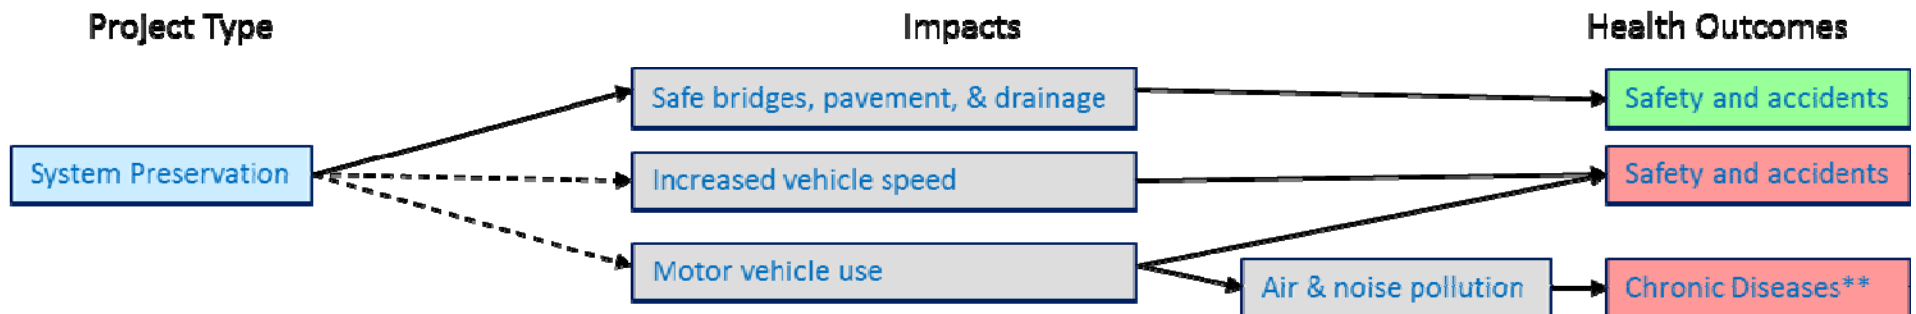 Project Type
Impacts
Health Outcomes
Safe bridges, pavement, & drainage
Safety and accidents
System Preservation
Increased vehicle speed
Safety and accidents
Motor vehicle use
Air & noise pollution
Chronic Diseases**